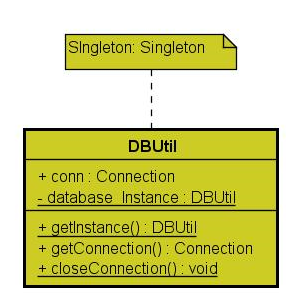 SIngleton: Singleton
DBUtil
+ conn : Connection
- database_Instance : DBUtil
+ getInstance() : DBUtil
+ getConnection() : Connection
+ closeConnection() : void